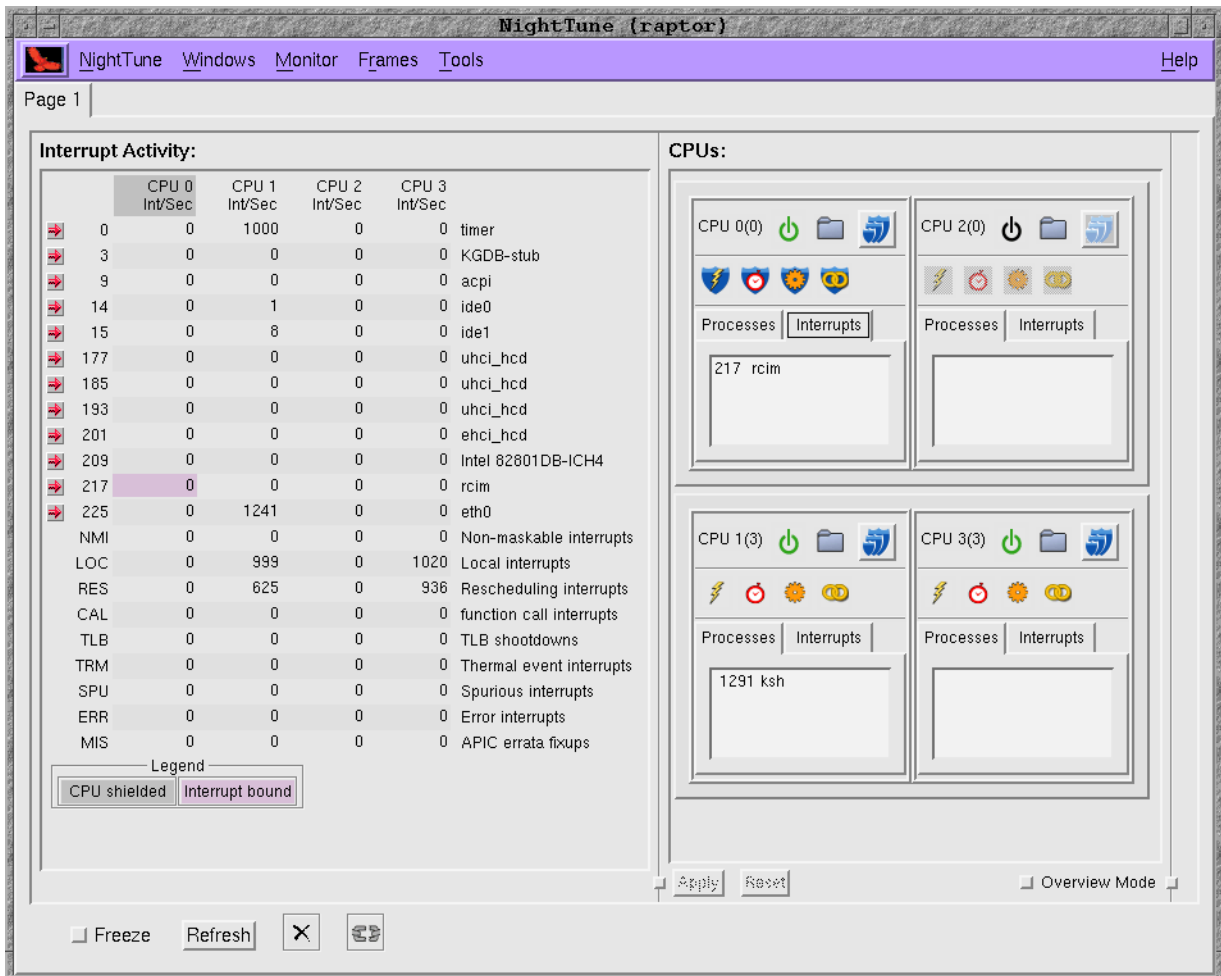 NightTune (raptor)
NightTune Windows Monitor Frames Tools Help
Page 1
Interrupt Activity:
CPU 0 CPU 1 CPU 2 CPU 3
Int/Sec Int/Sec Int/Sec Int/Sec
0 0 1000 0 0 timer
3 0 0 0 0 KGDB-stub
9 0 0 0 0 acpi
14 0 1 0 0 ide0
15 0 8 0 0 ide1
177 0 0 0 0 uhci_hcd
185 0 0 0 0 uhci_hcd
193 0 0 0 0 uhci_hcd
201 0 0 0 0 ehci_hcd
209 0 0 0 0 Intel 82801DB-ICH4
217 0 0 0 0 rcim
225 0 1241 0 0 eth0
NMI 0 0 0 0 Non-maskable interrupts
LOC 0 999 0 1020 Local interrupts
RES 0 625 0 936 Rescheduling interrupts
CAL 0 0 0 0 function call interrupts
TLB 0 0 0 0 TLB shootdowns
TRM 0 0 0 0 Thermal event interrupts
SPU 0 0 0 0 Spurious interrupts
ERR 0 0 0 0 Error interrupts
MIS 0 0 0 0 APIC errata fixups
Legend
CPU shielded Interrupt bound
CPUs:
CPU 0(0) CPU 2(0)
Processes Interrupts Processes Interrupts
217 rcim
CPU 1(3) CPU 3(3)
Processes Interrupts Processes Interrupts
1291 ksh
Apply Reset Overview Mode
Freeze Refresh